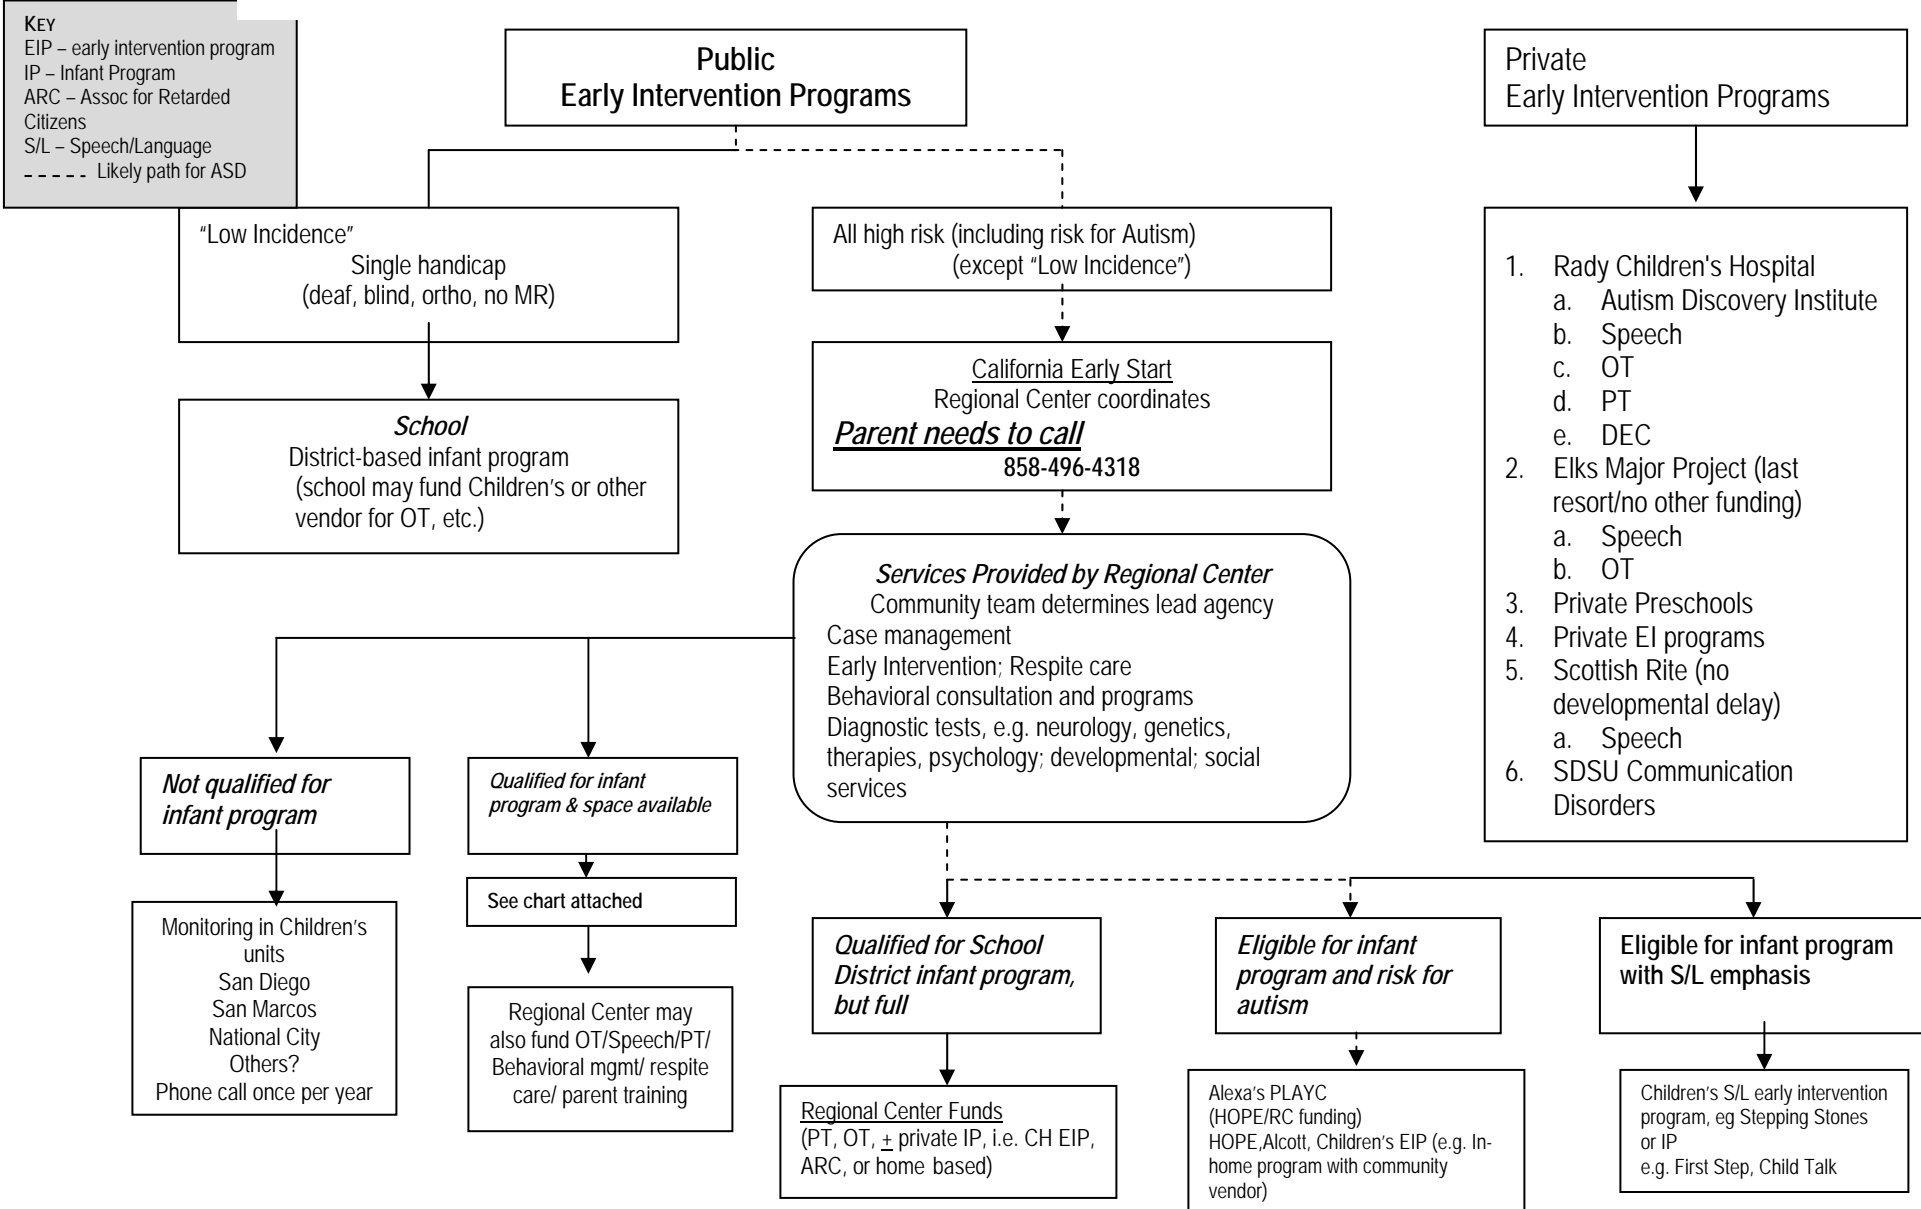 KEY
EIP – early intervention program
IP – Infant Program
ARC – Assoc for Retarded
Citizens
S/L – Speech/Language
- - - - - Likely path for ASD
Public
Early Intervention Programs
Private
Early Intervention Programs
“Low Incidence”
Single handicap
(deaf, blind, ortho, no MR)
All high risk (including risk for Autism)
(except “Low Incidence”)
School
District-based infant program
(school may fund Children’s or other
vendor for OT, etc.)
California Early Start
Regional Center coordinates
Parent needs to call
858-496-4318
1. Rady Children's Hospital
a. Autism Discovery Institute
b. Speech
c. OT
d. PT
e. DEC
2. Elks Major Project (last
resort/no other funding)
a. Speech
b. OT
3. Private Preschools
4. Private EI programs
5. Scottish Rite (no
developmental delay)
a. Speech
6. SDSU Communication
Disorders
Services Provided by Regional Center
Community team determines lead agency
Case management
Early Intervention; Respite care
Behavioral consultation and programs
Diagnostic tests, e.g. neurology, genetics,
therapies, psychology; developmental; social
services
Not qualified for
infant program
Qualified for infant
program & space available
See chart attached
Monitoring in Children’s
units
San Diego
San Marcos
National City
Others?
Phone call once per year
Regional Center may
also fund OT/Speech/PT/
Behavioral mgmt/ respite
care/ parent training
Qualified for School
District infant program,
but full
Eligible for infant
program and risk for
autism
Eligible for infant program
with S/L emphasis
Regional Center Funds
(PT, OT, + private IP, i.e. CH EIP,
ARC, or home based)
Alexa’s PLAYC
(HOPE/RC funding)
HOPE,Alcott, Children’s EIP (e.g. In-
home program with community
vendor)
Children’s S/L early intervention
program, eg Stepping Stones
or IP
e.g. First Step, Child Talk